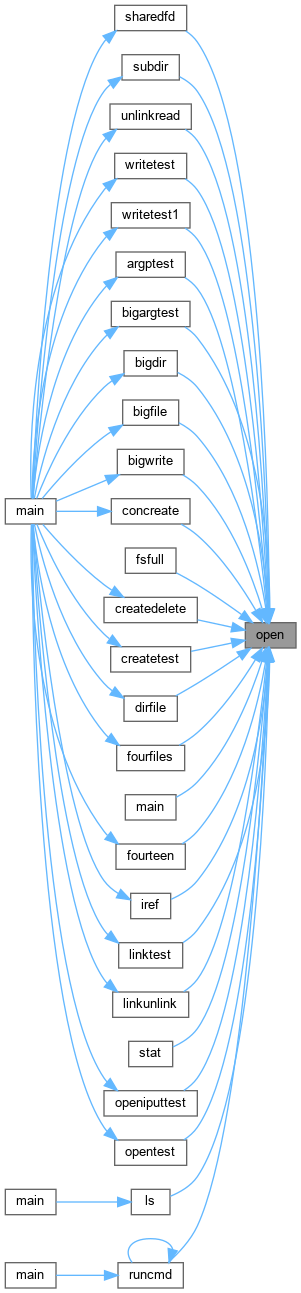 sharedfd
subdir
unlinkread
writetest
writetest1
argptest
bigargtest
bigdir
bigfile
bigwrite
main
concreate
fsfull
createdelete
open
createtest
dirfile
fourfiles
main
fourteen
iref
linktest
linkunlink
stat
openiputtest
opentest
main
ls
main
runcmd